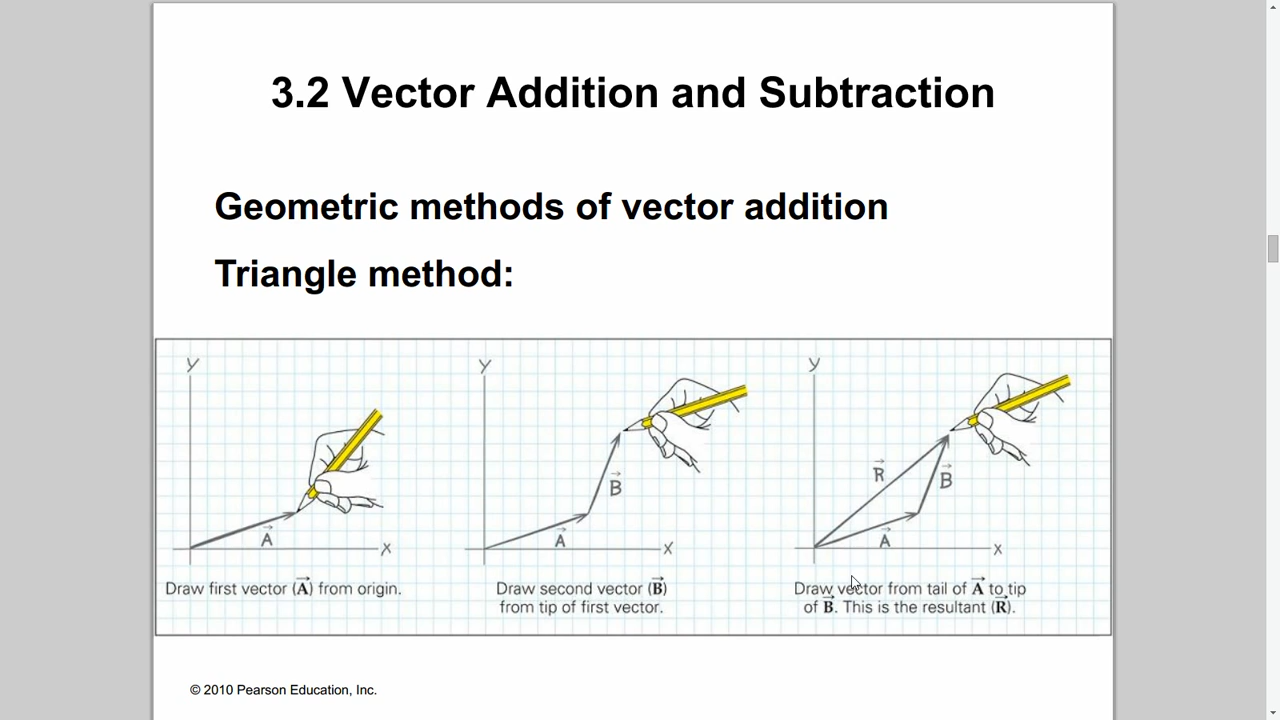 3.2 Vector Addition and Subtraction
Geometric methods of vector addition
Triangle method:
y
A
x
Draw first vector (A) from origin.
y
B
A
x
Draw second vector (B)
from tip of first vector.
y
R
B
A
x
Draw vector from tail of A to tip
of B. This is the resultant (R).
© 2010 Pearson Education, Inc.